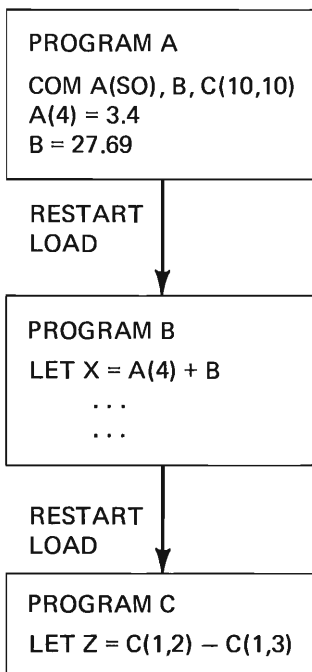 PROGRAM A
COM A(SO), B, C(10,10)
A(4) = 3.4
B = 27.69
RESTART
LOAD
PROGRAM B
LET X = A(4) + B
...
...
RESTART
LOAD
PROGRAM C
LET Z = C(1,2) − C(1,3)